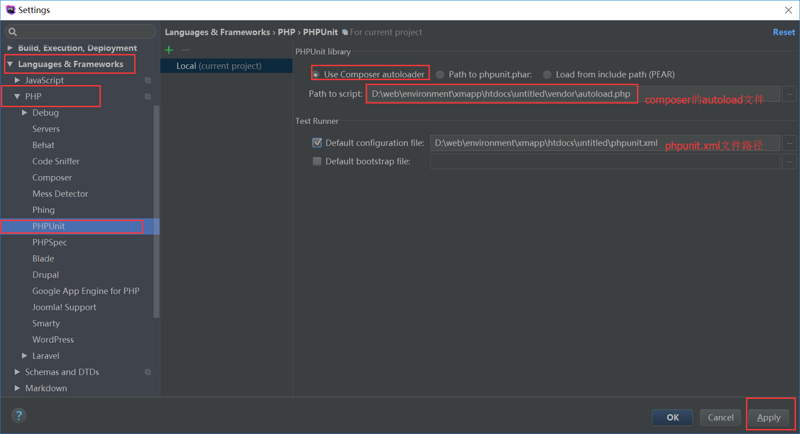 Settings
Build, Execution, Deployment
Languages & Frameworks
JavaScript
PHP
Debug
Servers
Behat
Code Sniffer
Composer
Mess Detector
Phing
PHPUnit
PHPSpec
Blade
Drupal
Google App Engine for PHP
Joomla! Support
Smarty
WordPress
Laravel
Schemas and DTDs
Markdown
Languages & Frameworks › PHP › PHPUnit For current project
Reset
Local (current project)
PHPUnit library
Use Composer autoloader Path to phpunit.phar: Load from include path (PEAR)
Path to script: D:\web\environment\xmapp\htdocs\untitled\vendor\autoload.php composer的autoload文件 ...
Test Runner
Default configuration file: D:\web\environment\xmapp\htdocs\untitled\phpunit.xml phpunit.xml文件路径 ...
Default bootstrap file: ...
? OK Cancel Apply